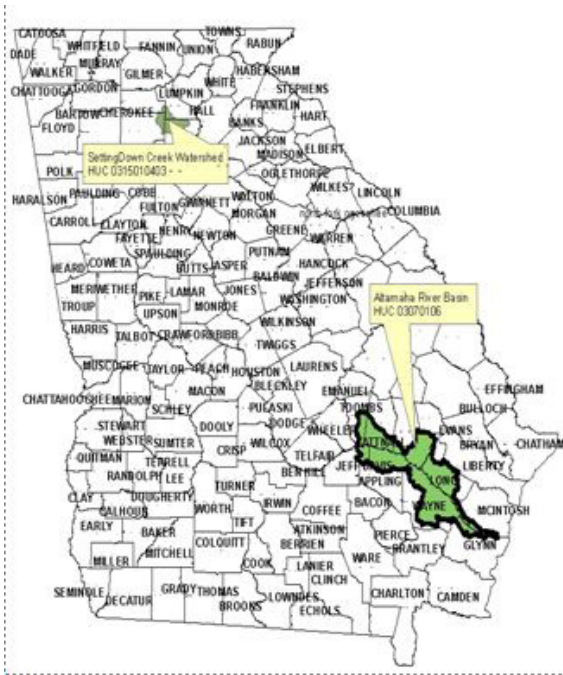 TOWNS
CATOOSA
FANNIN
UNION
RABUN
WHITFIELD
DADE
MURRAY
WALKER
GILMER
HABERSHAM
WHITE
CHATTOOGA
GORDON
LUMPKIN
STEPHENS
BARTOW
CHEROKEE
HALL
FRANKLIN
HART
FLOYD
BANKS
JACKSON
MADISON
ELBERT
SettingDown Creek Watershed
HUC 0315010403
POLK
OGLETHORPE
WILKES
LINCOLN
PAULDING
COBB
HARALSON
GWINNETT
WALTON
FULTON
MORGAN
COLUMBIA
CARROLL
CLAYTON
GREENE
FAYETTE
HENRY
NEWTON
WARREN
SPAULDING
PUTNAM
HEARD
COWETA
BUTTS
JASPER
HANCOCK
BALDWIN
JEFFERSON
MERIWETHER
PIKE
LAMAR
JONES
WASHINGTON
TROUP
UPSON
MONROE
Altamaha River Basin
HUC 03070106
HARRIS
TALBOT
CRAWFORD
BIBB
WILKINSON
TWIGGS
MUSCOGEE
TAYLOR
PEACH
HOUSTON
LAURENS
BLECKLEY
EMANUEL
EFFINGHAM
CHATTAHOOCHEE
MARION
MACON
TOOMBS
BULLOCH
SCHLEY
PULASKI
DOOLY
DODGE
WHEELER
EVANS
STEWART
WEBSTER
SUMTER
WILCOX
BRYAN
CHATHAM
QUITMAN
CRISP
TELFAIR
JEFF DAVIS
LIBERTY
TERRELL
BEN HILL
RANDOLPH
LEE
TURNER
APPLING
LONG
CLAY
DOUGHERTY
IRWIN
BACON
WAYNE
MCINTOSH
CALHOUN
WORTH
COFFEE
EARLY
TIFT
BAKER
ATKINSON
PIERCE
MITCHELL
COLQUITT
BERRIEN
BRANTLEY
GLYNN
MILLER
COOK
WARE
LANIER
CLINCH
SEMINOLE
GRADY
THOMAS
DECATUR
BROOKS
LOWNDES
ECHOLS
CHARLTON
CAMDEN